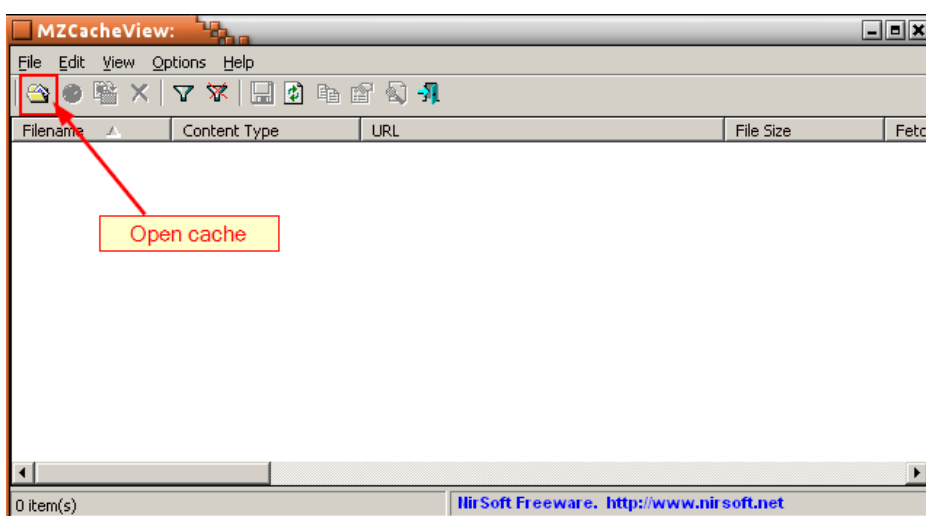 MZCacheView:
File Edit View Options Help
Filename Content Type URL File Size Fetc
Open cache
0 item(s) NirSoft Freeware. http://www.nirsoft.net